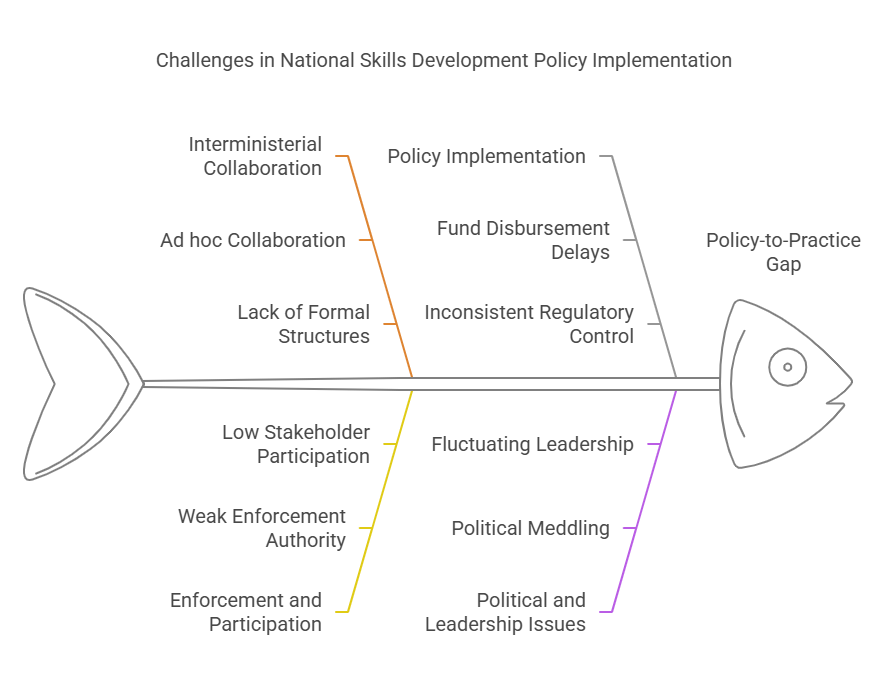 Challenges in National Skills Development Policy Implementation
Interministerial
Collaboration
Ad hoc Collaboration
Lack of Formal
Structures
Policy Implementation
Fund Disbursement
Delays
Inconsistent Regulatory
Control
Policy-to-Practice
Gap
Low Stakeholder
Participation
Weak Enforcement
Authority
Enforcement and
Participation
Fluctuating Leadership
Political Meddling
Political and
Leadership Issues